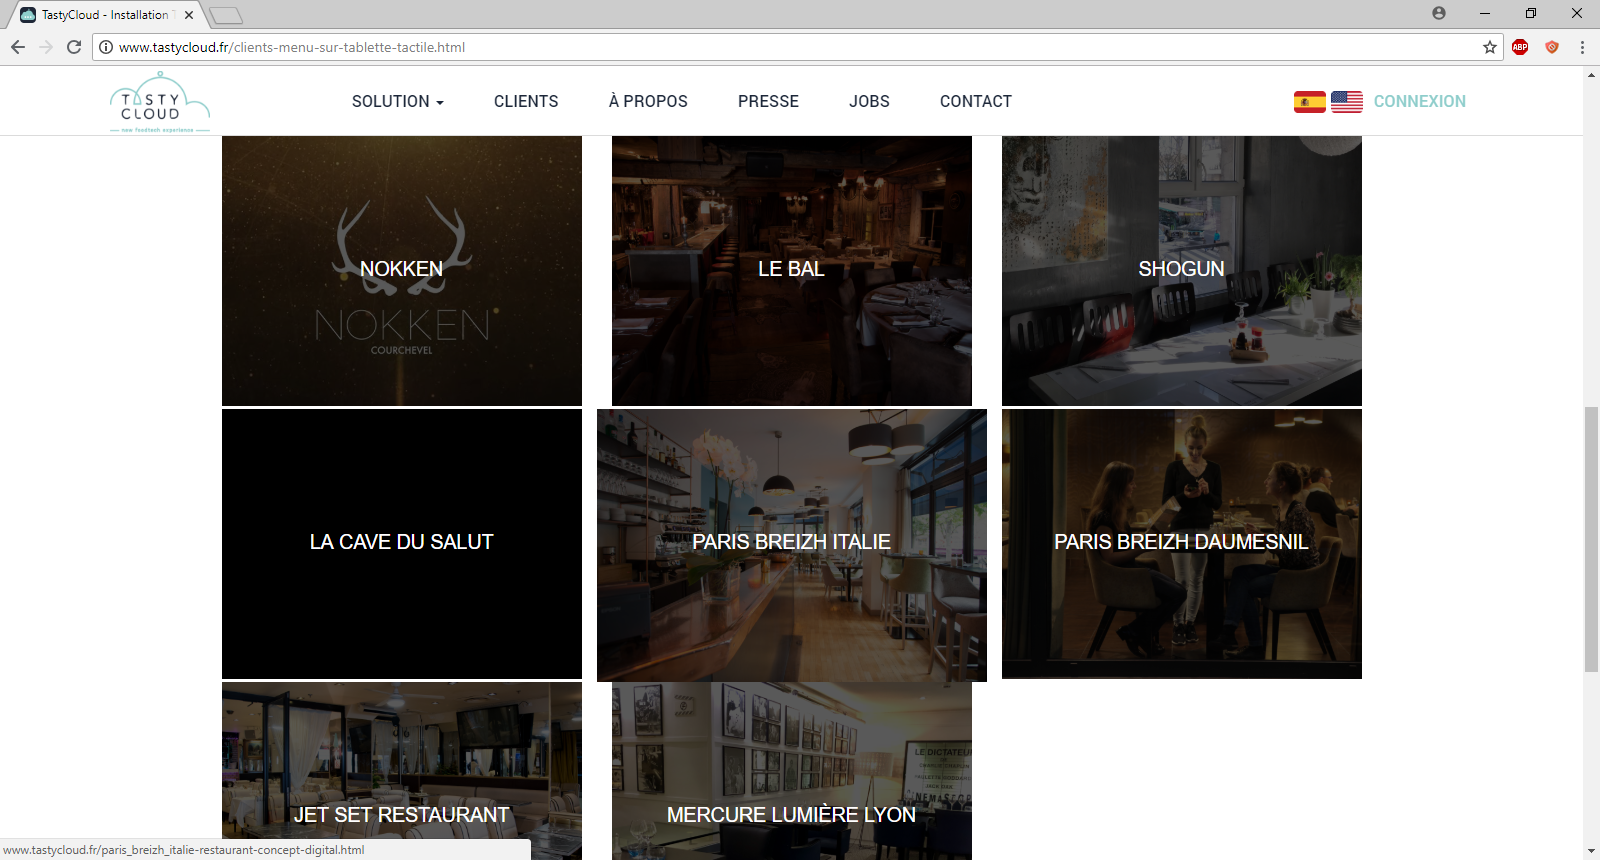 TastyCloud - Installation T
www.tastycloud.fr/clients-menu-sur-tablette-tactile.html
ABP
TASTY
CLOUD
new foodtech experience
SOLUTION
CLIENTS
À PROPOS
PRESSE
JOBS
CONTACT
CONNEXION
NOKKEN
NOKKEN
COURCHEVEL
LE BAL
SHOGUN
LA CAVE DU SALUT
PARIS BREIZH ITALIE
PARIS BREIZH DAUMESNIL
JET SET RESTAURANT
MERCURE LUMIÈRE LYON
LE DICTATEUR
www.tastycloud.fr/paris_breizh_italie-restaurant-concept-digital.html